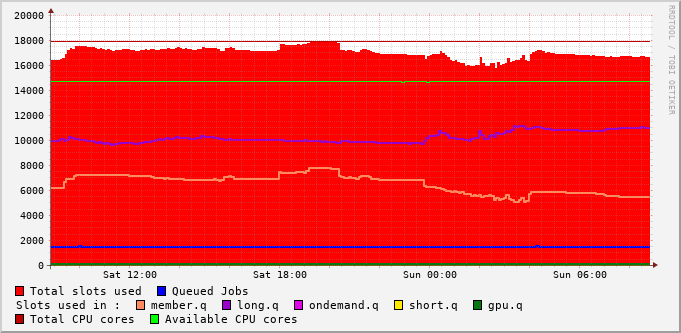 20000
18000
16000
14000
12000
10000
8000
6000
4000
2000
0
Sat 12:00 Sat 18:00 Sun 00:00 Sun 06:00
RRDTOOL / TOBI OETIKER
Total slots used Queued Jobs
Slots used in : member.q long.q ondemand.q short.q gpu.q
Total CPU cores Available CPU cores